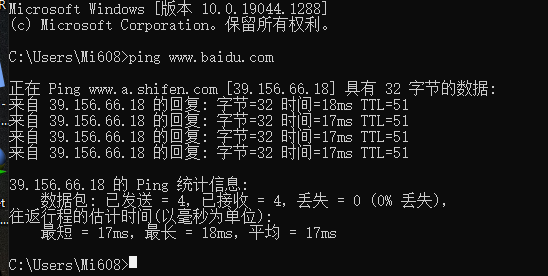 Microsoft Windows [版本 10.0.19044.1288]
(c) Microsoft Corporation。保留所有权利。
C:\Users\Mi608>ping www.baidu.com
正在 Ping www.a.shifen.com [39.156.66.18] 具有 32 字节的数据:
来自 39.156.66.18 的回复: 字节=32 时间=18ms TTL=51
来自 39.156.66.18 的回复: 字节=32 时间=17ms TTL=51
来自 39.156.66.18 的回复: 字节=32 时间=17ms TTL=51
来自 39.156.66.18 的回复: 字节=32 时间=17ms TTL=51
39.156.66.18 的 Ping 统计信息:
数据包: 已发送 = 4，已接收 = 4，丢失 = 0 (0% 丢失)，
往返行程的估计时间(以毫秒为单位):
最短 = 17ms，最长 = 18ms，平均 = 17ms
C:\Users\Mi608>